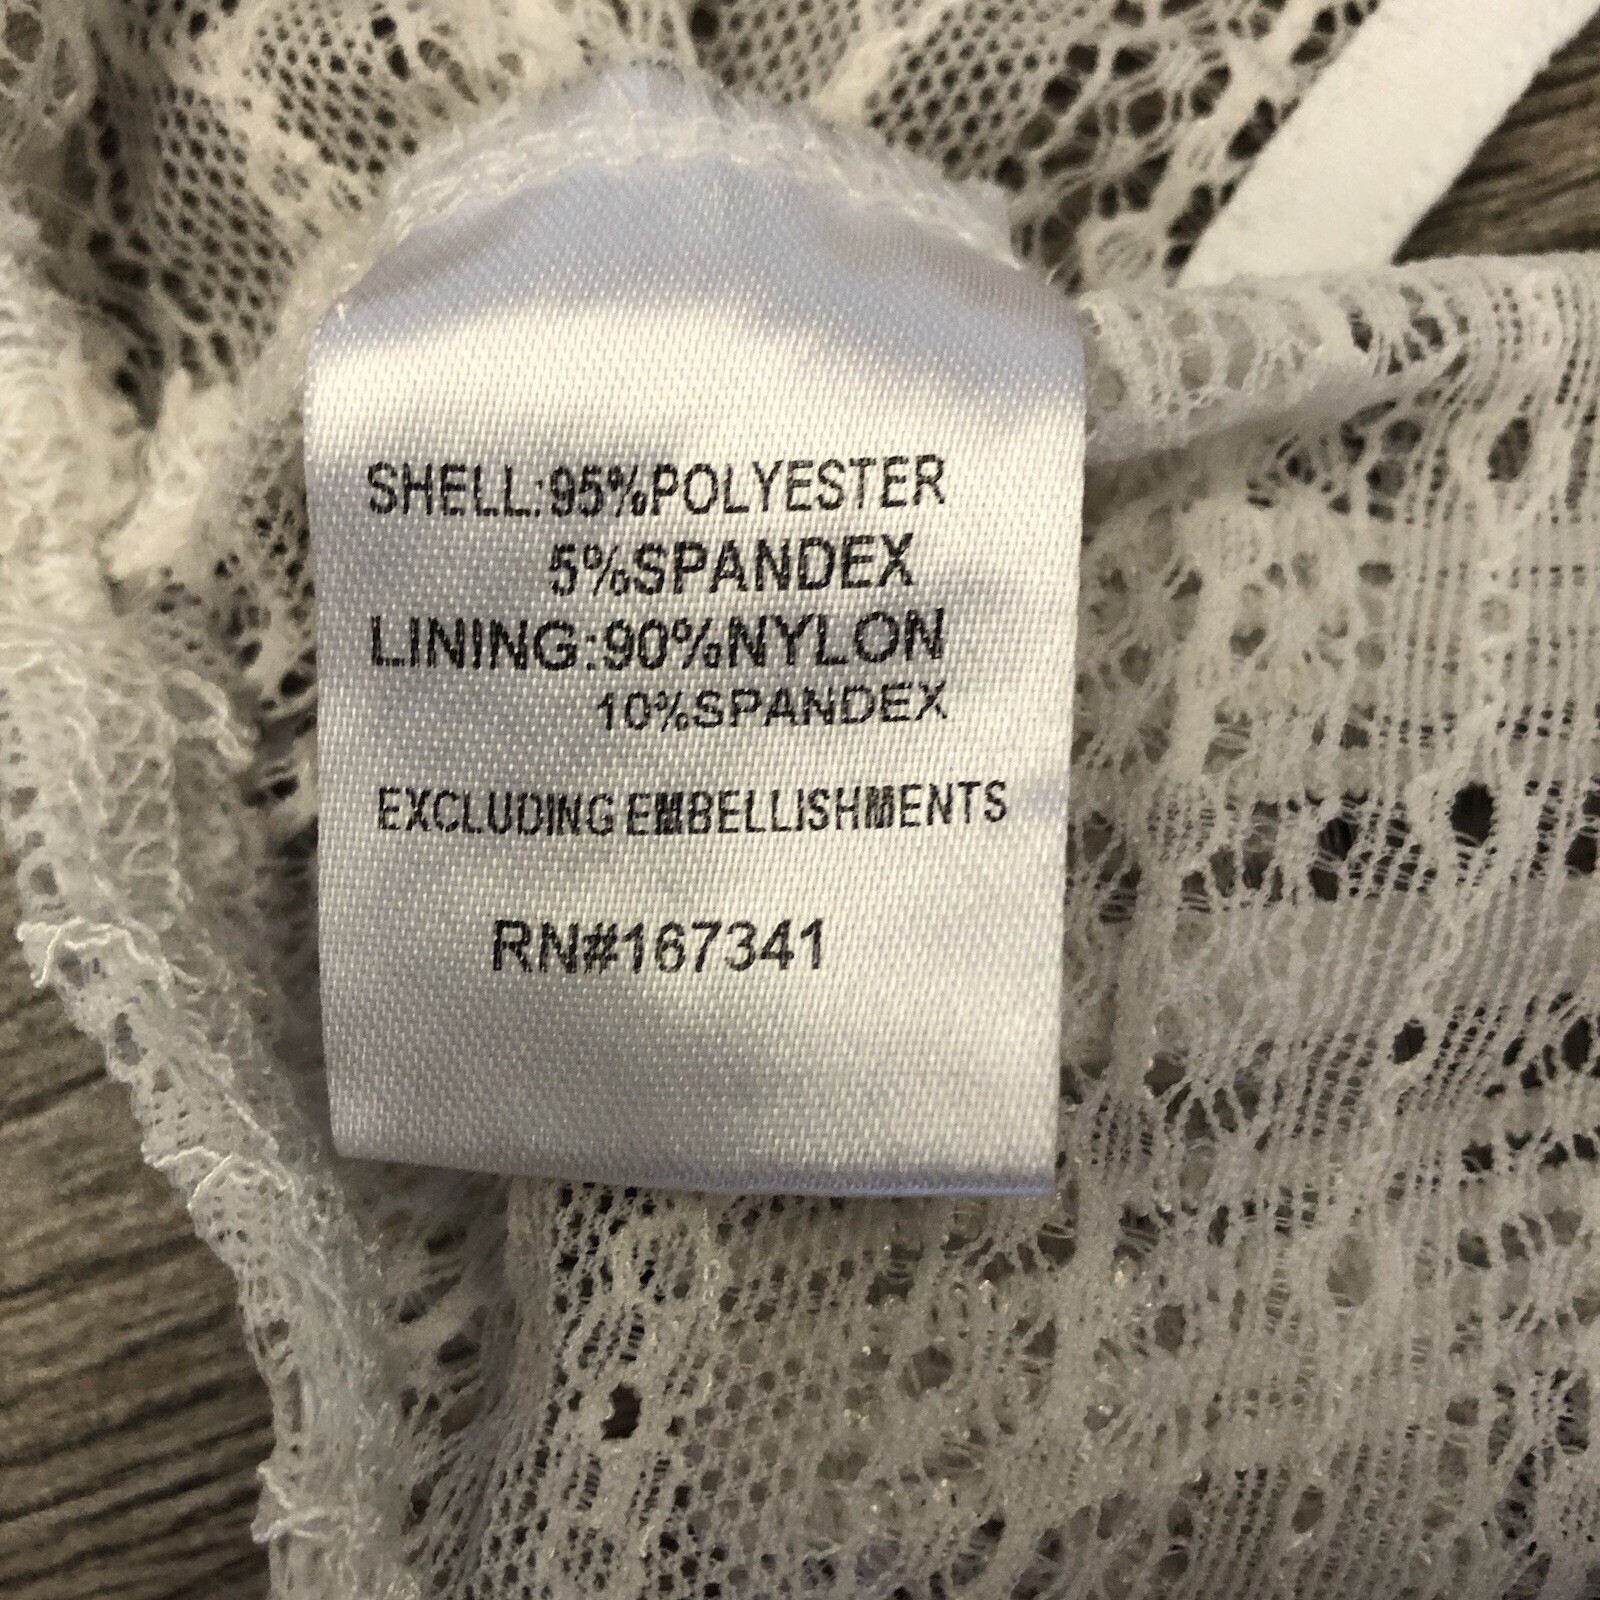 SHELL:95%POLYESTER
5%SPANDEX
LINING:90%NYLON
10%SPANDEX
EXCLUDING EMBELLISHMENTS
RN#167341